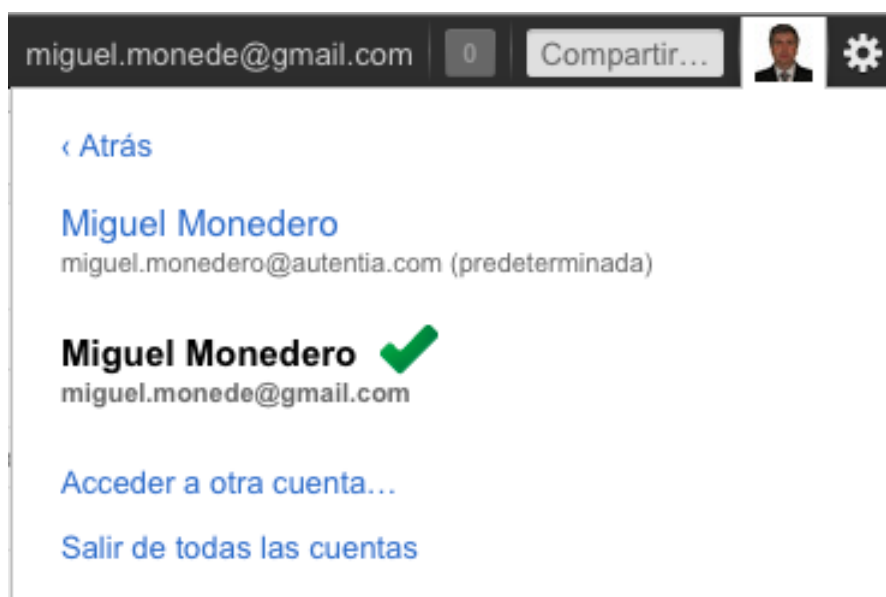 miguel.monede@gmail.com 0 Compartir...
‹ Atrás
Miguel Monedero
miguel.monedero@autentia.com (predeterminada)
Miguel Monedero
miguel.monede@gmail.com
Acceder a otra cuenta...
Salir de todas las cuentas